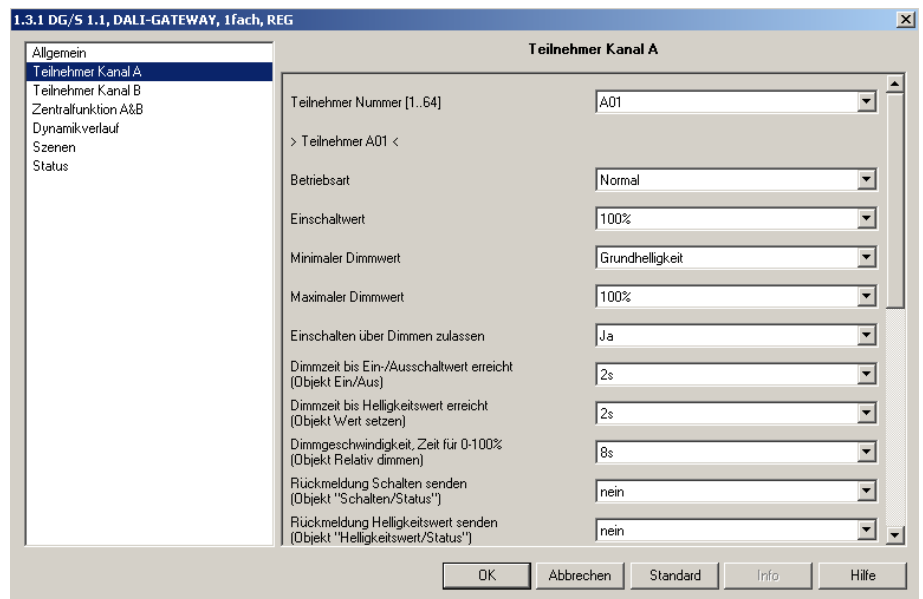 1.3.1 DG/S 1.1, DALI-GATEWAY, 1fach, REG
Allgemein
Teilnehmer Kanal A
Teilnehmer Kanal B
Zentralfunktion A&B
Dynamikverlauf
Szenen
Status
Teilnehmer Kanal A
Teilnehmer Nummer [1..64] A01
> Teilnehmer A01 <
Betriebsart Normal
Einschaltwert 100%
Minimaler Dimmwert Grundhelligkeit
Maximaler Dimmwert 100%
Einschalten über Dimmen zulassen Ja
Dimmzeit bis Ein-/Ausschaltwert erreicht
(Objekt Ein/Aus) 2s
Dimmzeit bis Helligkeitswert erreicht
(Objekt Wert setzen) 2s
Dimmgeschwindigkeit, Zeit für 0-100%
(Objekt Relativ dimmen) 8s
Rückmeldung Schalten senden
(Objekt "Schalten/Status") nein
Rückmeldung Helligkeitswert senden
(Objekt "Helligkeitswert/Status") nein
OK Abbrechen Standard Info Hilfe